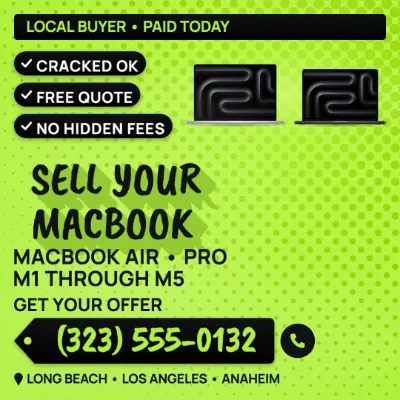 LOCAL BUYER • PAID TODAY
CRACKED OK
FREE QUOTE
NO HIDDEN FEES
SELL YOUR
MACBOOK
MACBOOK AIR • PRO
M1 THROUGH M5
GET YOUR OFFER
(323) 555-0132
LONG BEACH • LOS ANGELES • ANAHEIM